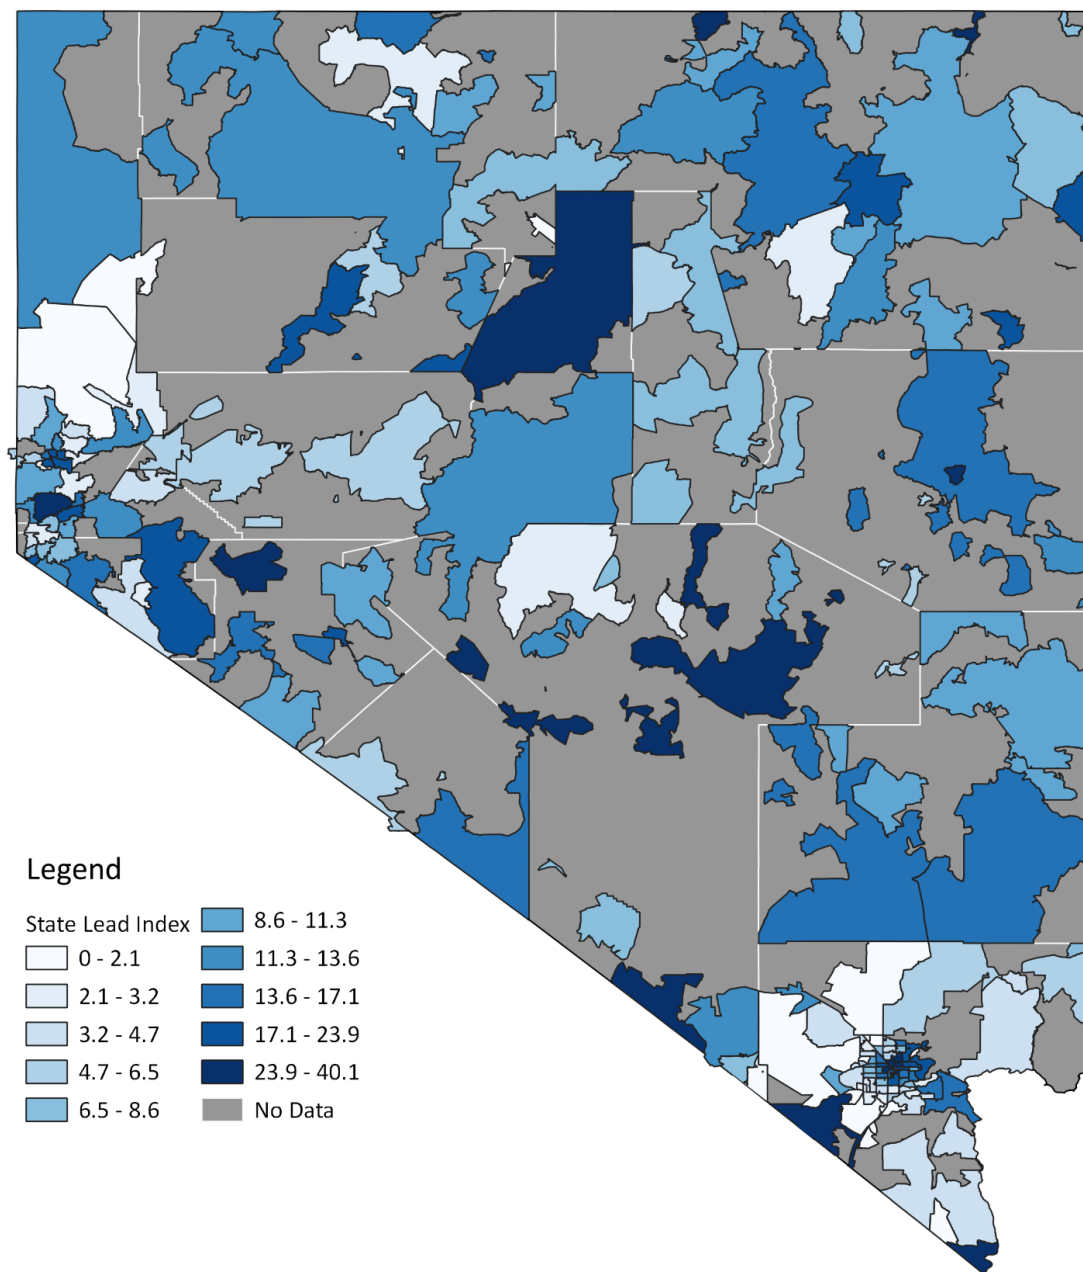 Legend
State Lead Index
0 - 2.1
2.1 - 3.2
3.2 - 4.7
4.7 - 6.5
6.5 - 8.6
8.6 - 11.3
11.3 - 13.6
13.6 - 17.1
17.1 - 23.9
23.9 - 40.1
No Data